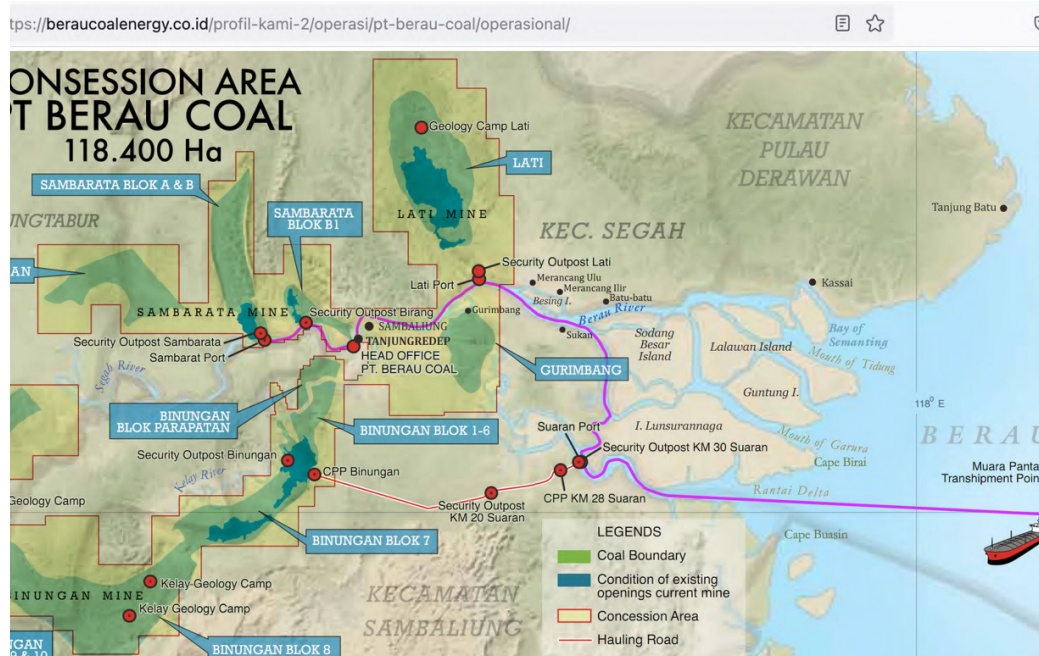 tps://beraucoalenergy.co.id/profil-kami-2/operasi/pt-berau-coal/operasional/
ONSESSION AREA
PT BERAU COAL
118.400 Ha
Geology Camp Lati
LATI
KECAMATAN
PULAU
DERAWAN
SAMBARATA BLOK A & B
SAMBARATA
BLOK B1
LATI MINE
Tanjung Batu
UNGTABUR
KEC. SEGAH
AN
Security Outpost Lati
Lati Port
Merancang Ulu
Merancang Ilir
Besing I.
Batu-batu
Kassai
SAMBARATA MINE
Security Outpost Birang
Gurimbang
Berau River
SAMBALIUNG
Sukan
Security Outpost Sambarata
Sambarat Port
TANJUNGREDEP
HEAD OFFICE
PT. BERAU COAL
Sodang
Besar
Island
Lalawan Island
Bay of
Semanting
Mouth of Tidung
Segah River
GURIMBANG
Guntung I.
118° E
BINUNGAN
BLOK PARAPATAN
BINUNGAN BLOK 1-6
Suaran Port
I. Lunsurannaga
Mouth of Garura
BERAU
Security Outpost Binungan
Security Outpost KM 30 Suaran
Cape Birai
Kelay River
CPP Binungan
CPP KM 28 Suaran
Muara Panta
Transhipment Poin
Rantai Delta
Geology Camp
Security Outpost
KM 20 Suaran
BINUNGAN BLOK 7
Cape Buasin
LEGENDS
Coal Boundary
Condition of existing
openings current mine
Concession Area
Hauling Road
Kelay-Geology Camp
BINUNGAN MINE
Kelay Geology Camp
KECAMATAN
SAMBALIUNG
NGAN
9 & 10
BINUNGAN BLOK 8